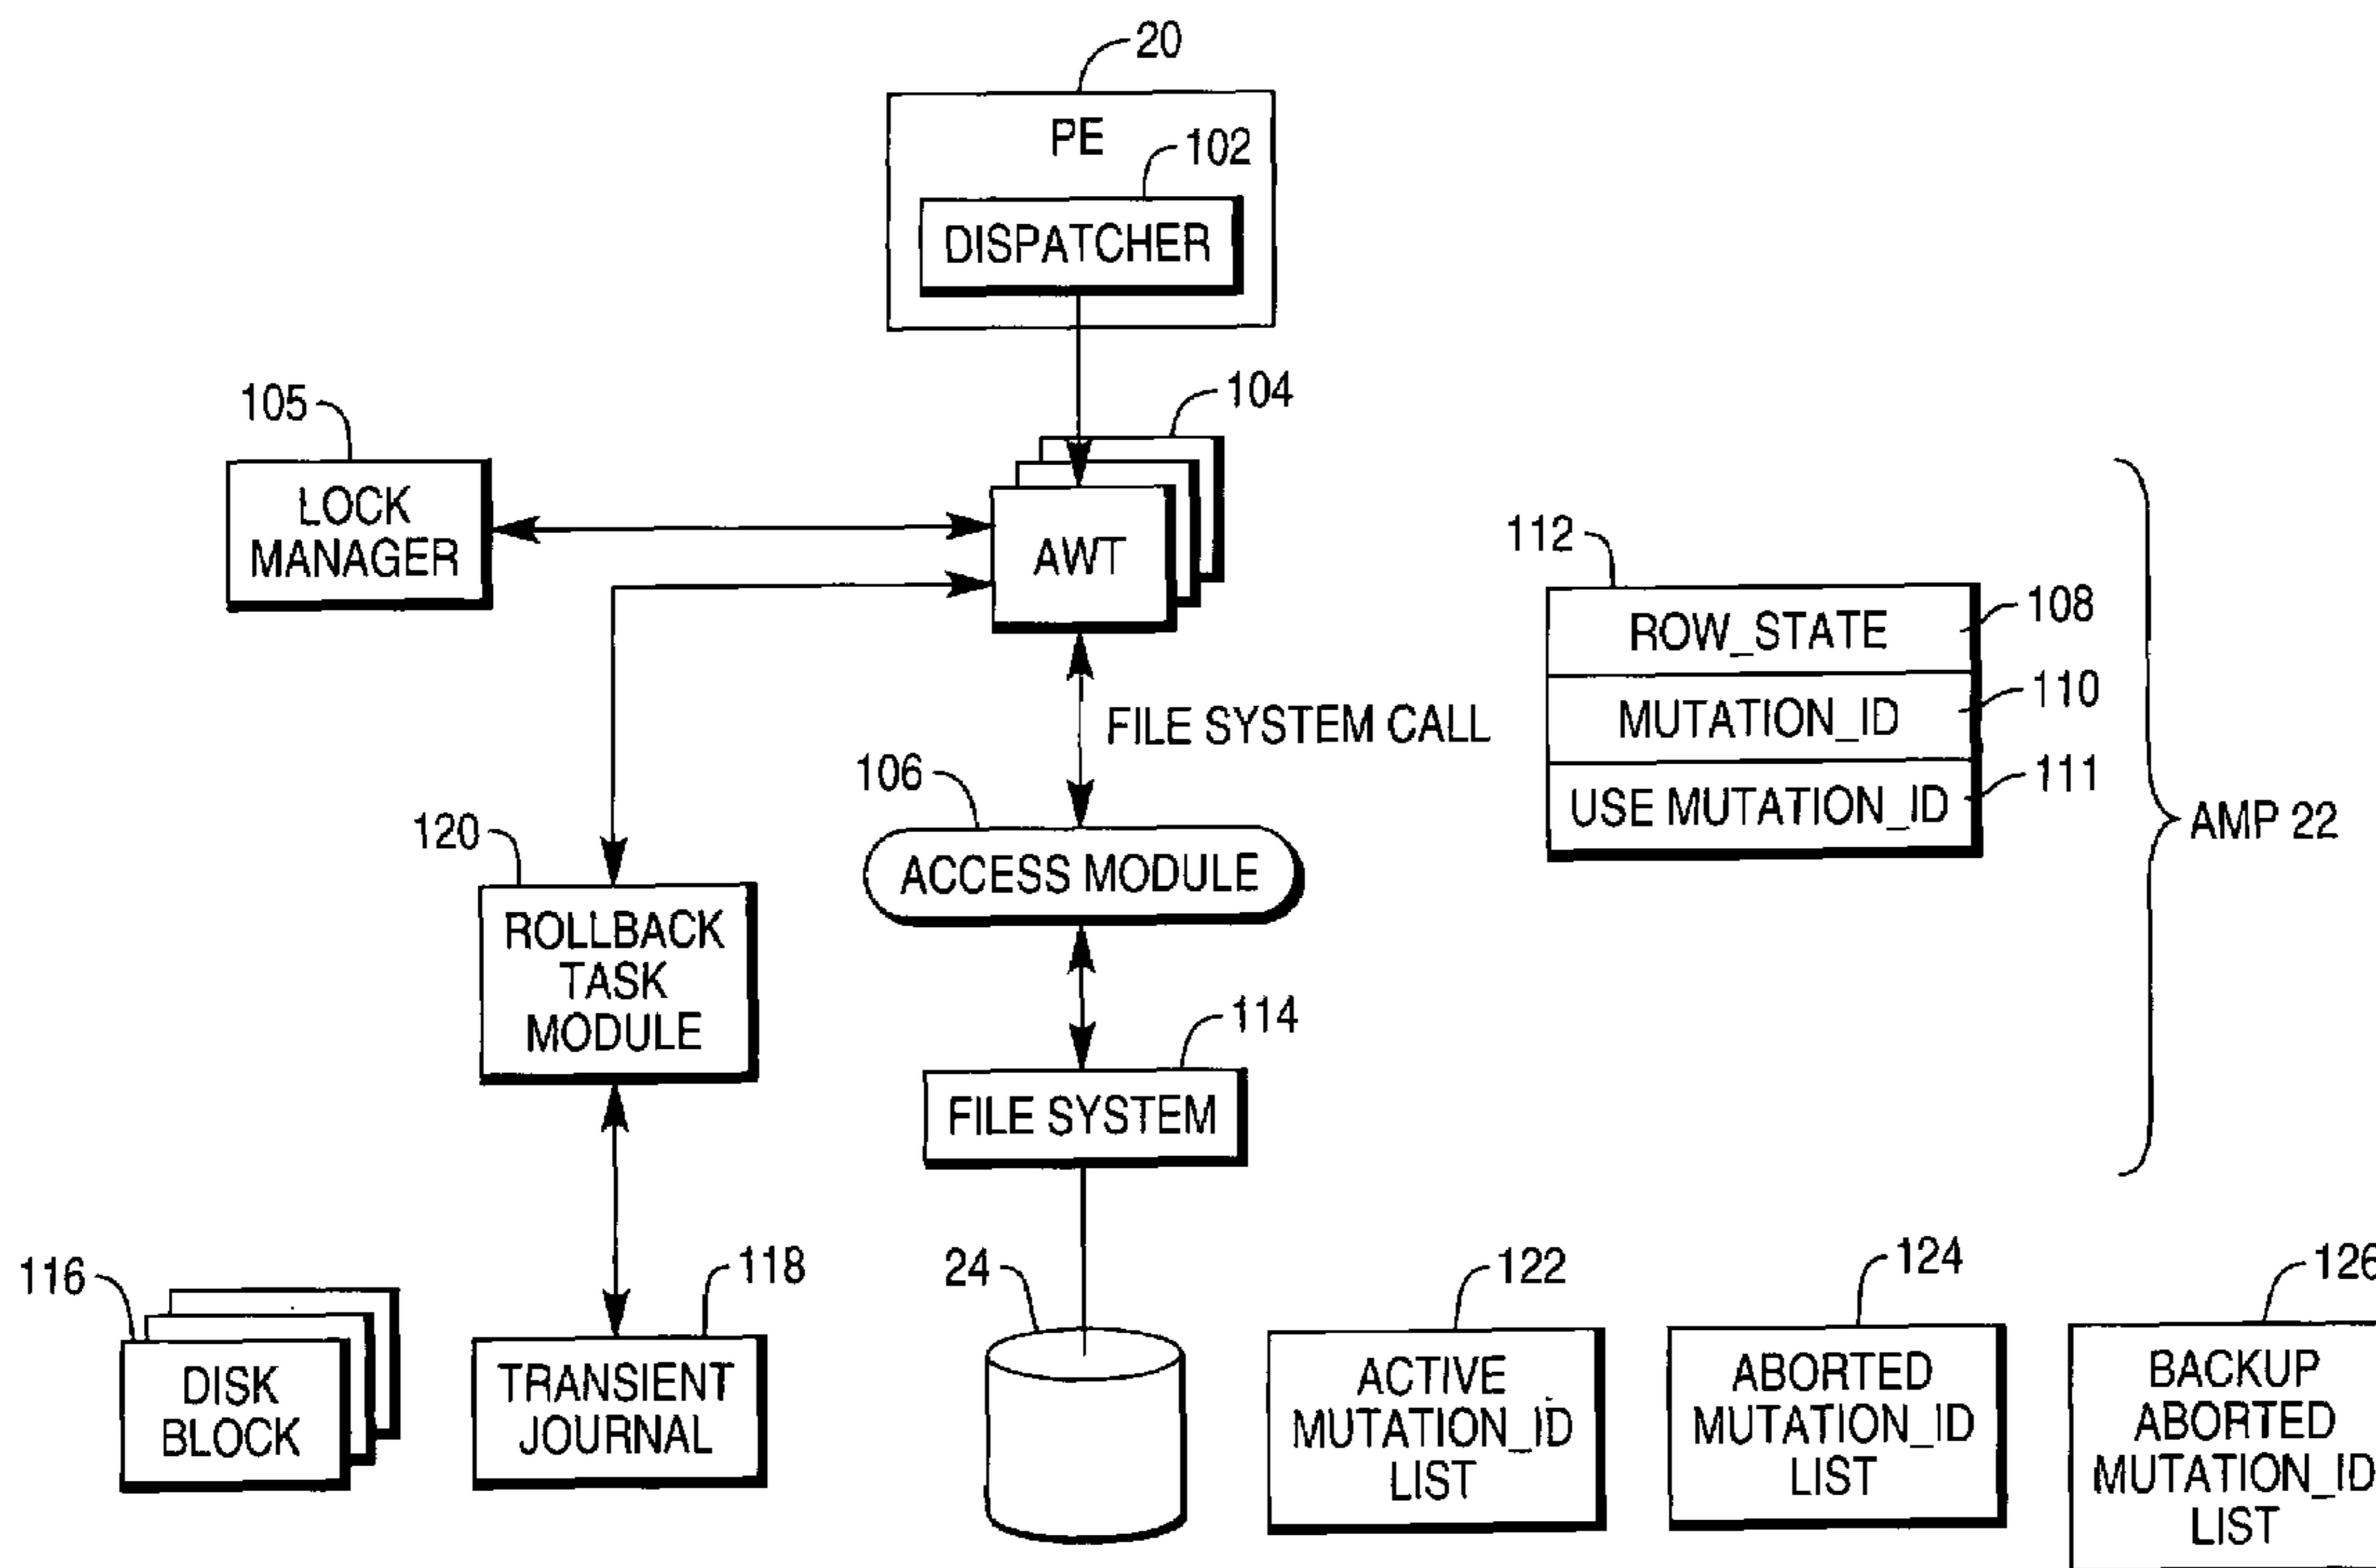 20
PE
102
DISPATCHER
104
105
LOCK
MANAGER
AWT
112
ROW_STATE
108
MUTATION_ID
110
USE MUTATION_ID
111
AMP 22
FILE SYSTEM CALL
106
ACCESS MODULE
120
ROLLBACK
TASK
MODULE
114
FILE SYSTEM
116
DISK
BLOCK
118
TRANSIENT
JOURNAL
24
122
ACTIVE
MUTATION_ID
LIST
124
ABORTED
MUTATION_ID
LIST
126
BACKUP
ABORTED
MUTATION_ID
LIST